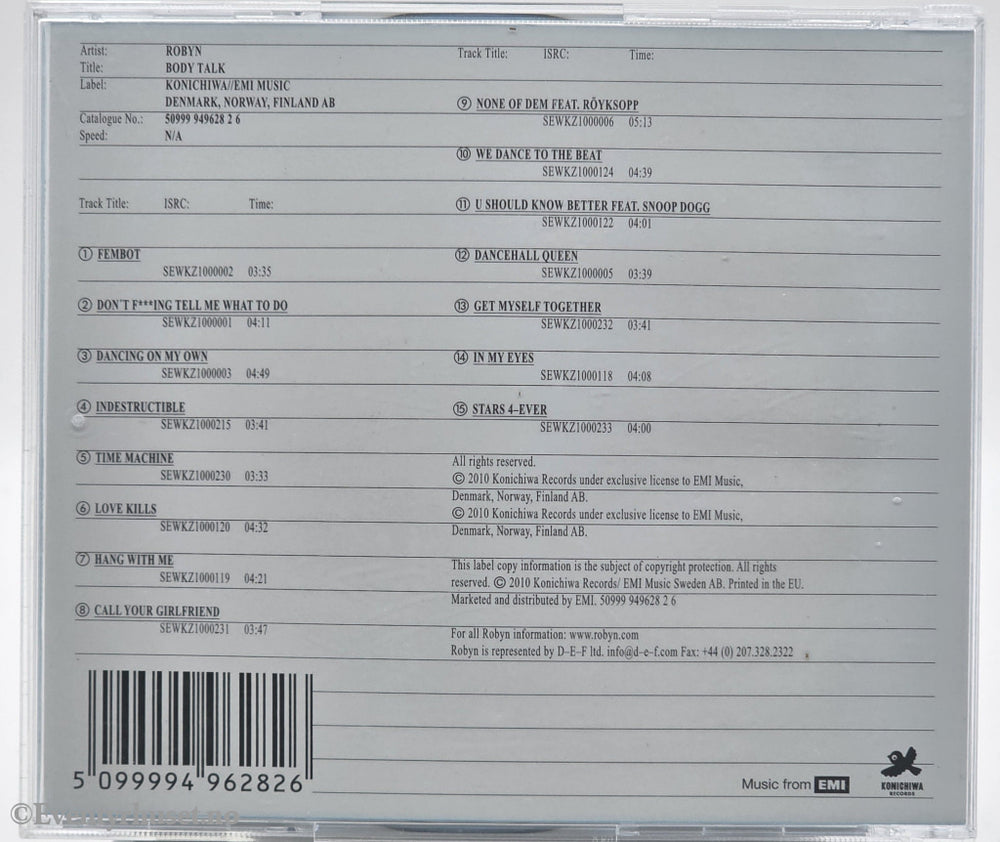 Artist: ROBYN
Title: BODY TALK
Label: KONICHIWA//EMI MUSIC
DENMARK, NORWAY, FINLAND AB
Catalogue No.: 50999 949628 2 6
Speed: N/A
Track Title: ISRC: Time:
① FEMBOT
SEWKZ1000002 03:35
② DON'T F***ING TELL ME WHAT TO DO
SEWKZ1000001 04:11
③ DANCING ON MY OWN
SEWKZ1000003 04:49
④ INDESTRUCTIBLE
SEWKZ1000215 03:41
⑤ TIME MACHINE
SEWKZ1000230 03:33
⑥ LOVE KILLS
SEWKZ1000120 04:32
⑦ HANG WITH ME
SEWKZ1000119 04:21
⑧ CALL YOUR GIRLFRIEND
SEWKZ1000231 03:47
5 099994 962826
Track Title: ISRC: Time:
⑨ NONE OF DEM FEAT. RÖYKSOPP
SEWKZ1000006 05:13
⑩ WE DANCE TO THE BEAT
SEWKZ1000124 04:39
⑪ U SHOULD KNOW BETTER FEAT. SNOOP DOGG
SEWKZ1000122 04:01
⑫ DANCEHALL QUEEN
SEWKZ1000005 03:39
⑬ GET MYSELF TOGETHER
SEWKZ1000232 03:41
⑭ IN MY EYES
SEWKZ1000118 04:08
⑮ STARS 4-EVER
SEWKZ1000233 04:00
All rights reserved.
© 2010 Konichiwa Records under exclusive license to EMI Music,
Denmark, Norway, Finland AB.
© 2010 Konichiwa Records under exclusive license to EMI Music,
Denmark, Norway, Finland AB.
This label copy information is the subject of copyright protection. All rights
reserved. © 2010 Konichiwa Records/ EMI Music Sweden AB. Printed in the EU.
Marketed and distributed by EMI. 50999 949628 2 6
For all Robyn information: www.robyn.com
Robyn is represented by D-E-F ltd. info@d-e-f.com Fax: +44 (0) 207.328.2322
Music from EMI
KONICHIWA
RECORDS